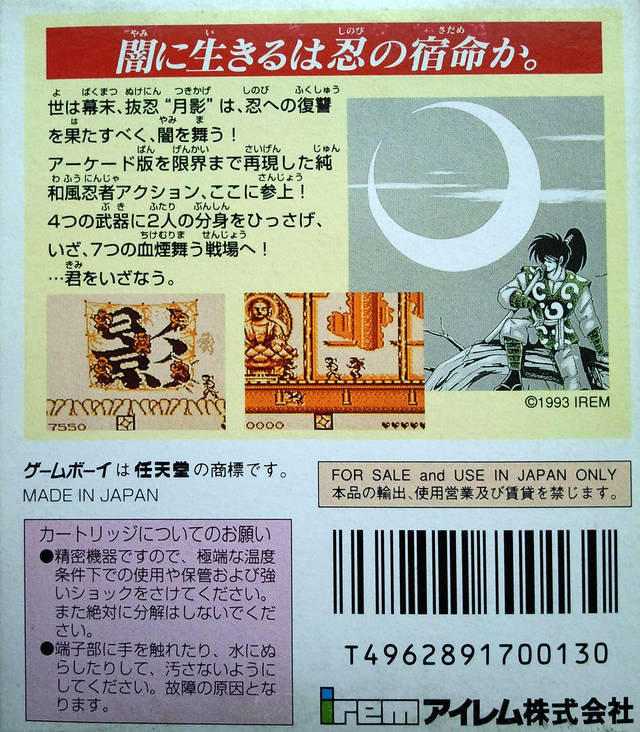 闇に生きるは忍の宿命か。
世は幕末、抜忍“月影”は、忍への復讐
を果たすべく、闇を舞う!
アーケード版を限界まで再現した純
和風忍者アクション、ここに参上!
4つの武器に2人の分身をひっさげ、
いざ、7つの血煙舞う戦場へ!
…君をいざなう。
影
7550
0000
©1993 IREM
ゲームボーイは任天堂の商標です。
MADE IN JAPAN
FOR SALE and USE IN JAPAN ONLY
本品の輸出、使用営業及び賃貸を禁じます。
カートリッジについてのお願い
●精密機器ですので、極端な温度
条件下での使用や保管および強
いショックをさけてください。
また絶対に分解はしないでくだ
さい。
●端子部に手を触れたり、水にぬ
らしたりして、汚さないように
してください。故障の原因とな
ります。
T4962891700130
irem アイレム株式会社